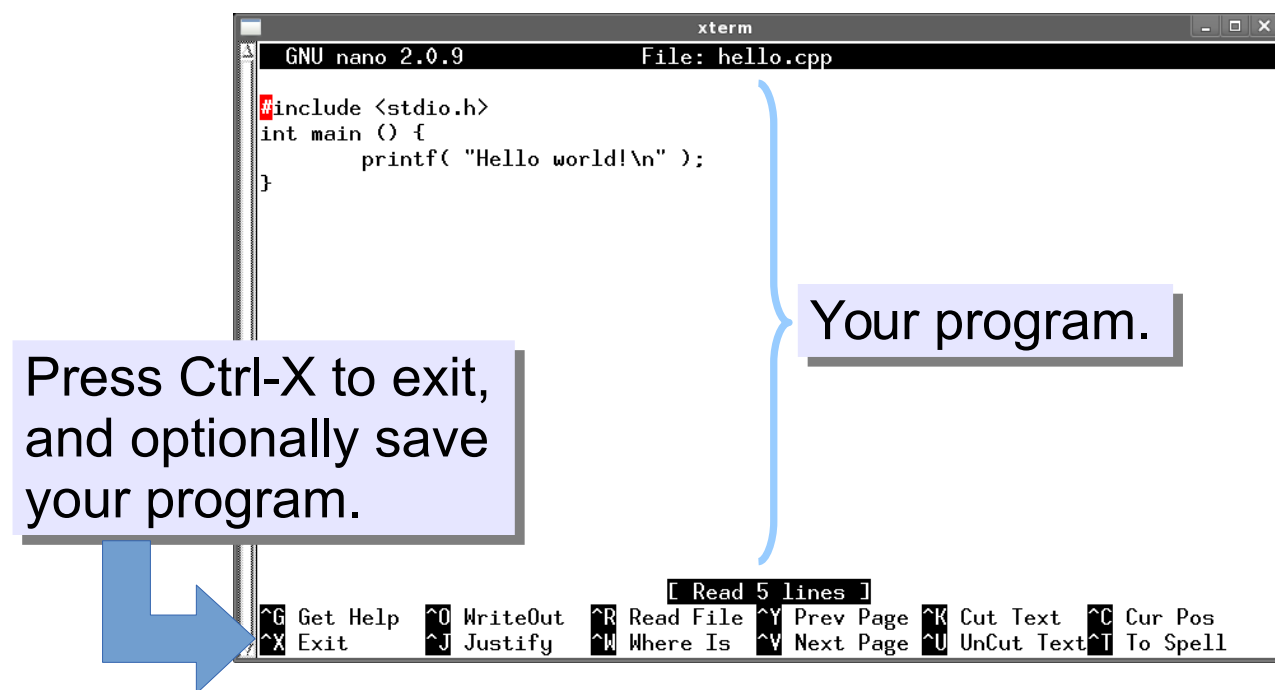 xterm
GNU nano 2.0.9 File: hello.cpp
#include <stdio.h>
int main () {
printf( "Hello world!\n" );
}
Your program.
Press Ctrl-X to exit,
and optionally save
your program.
[ Read 5 lines ]
^G Get Help ^O WriteOut ^R Read File ^Y Prev Page ^K Cut Text ^C Cur Pos
^X Exit ^J Justify ^W Where Is ^V Next Page ^U UnCut Text ^T To Spell